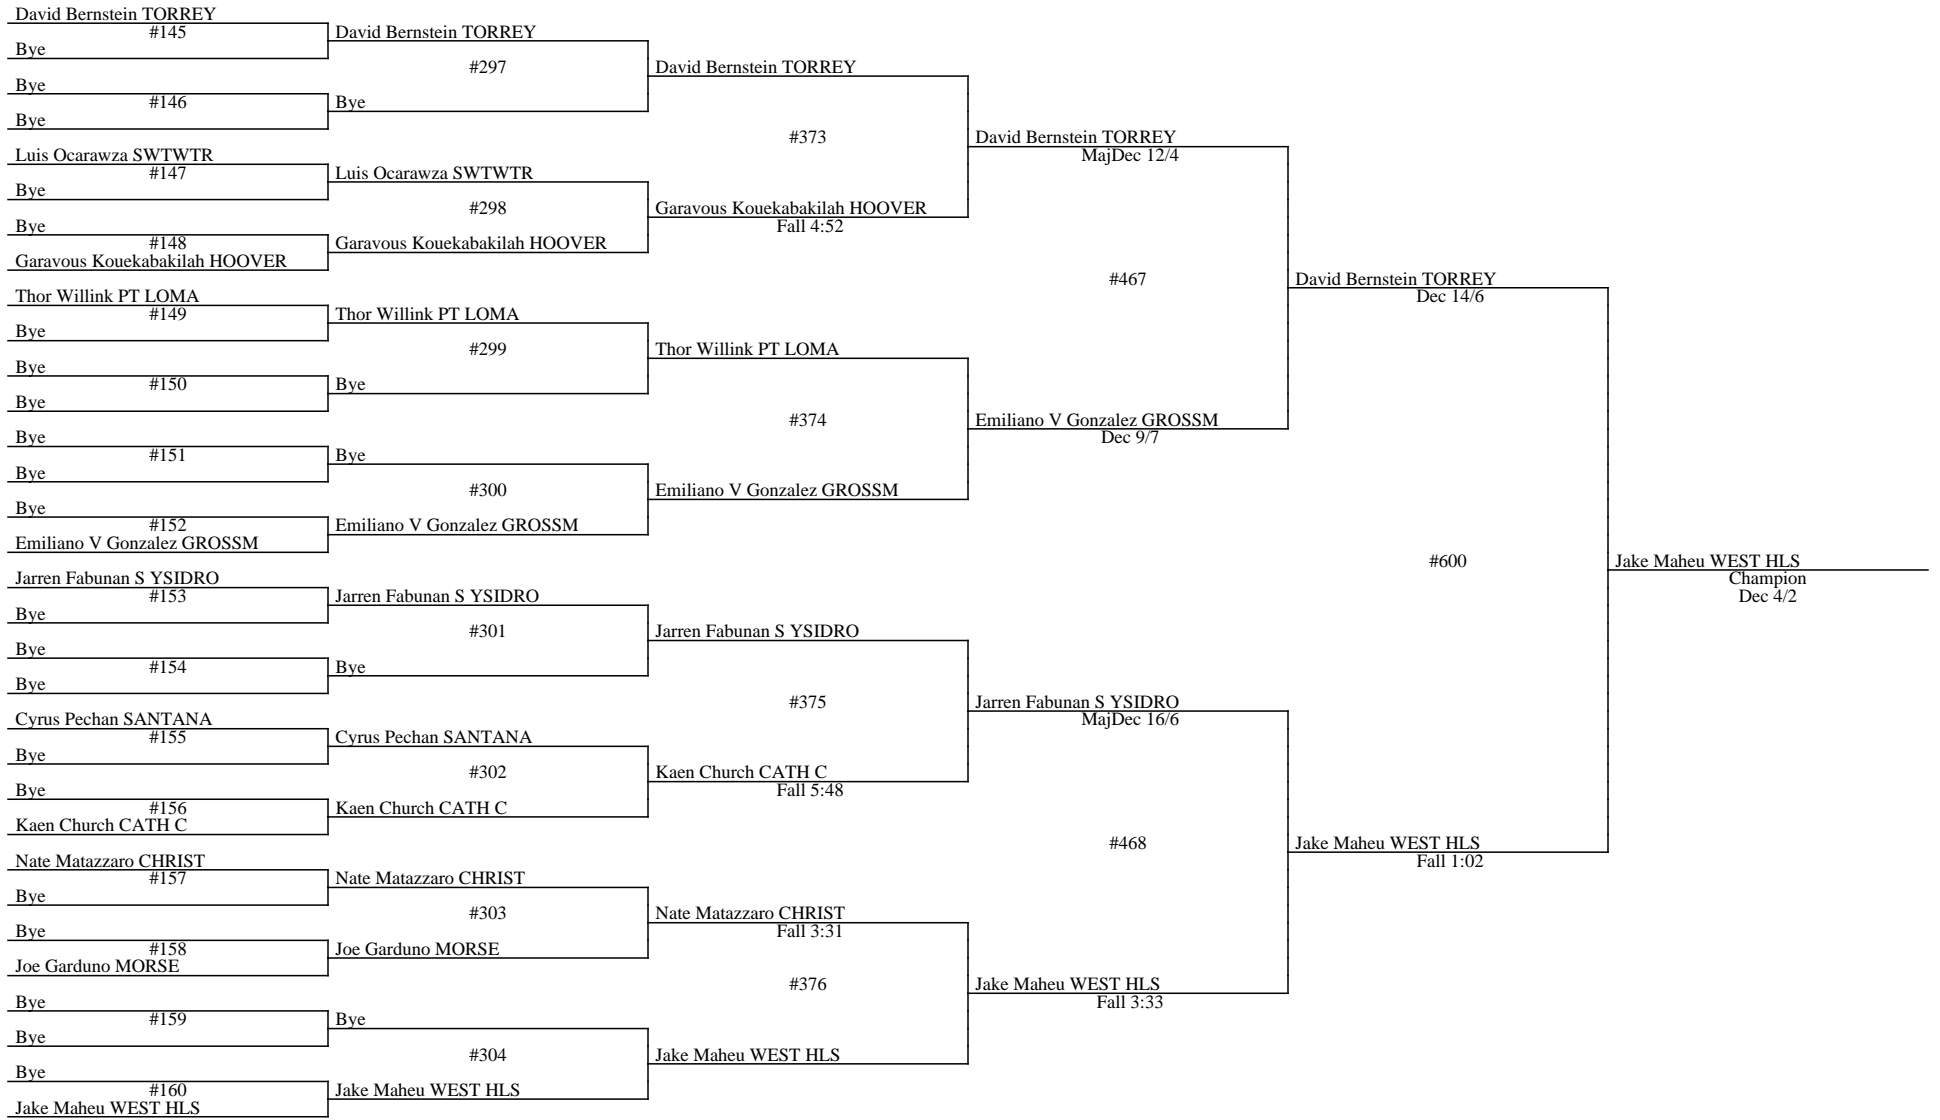 David Bernstein TORREY
#145
Bye
Bye
#146
Bye
Luis Ocarawza SWTWTR
#147
Bye
Bye
#148
Garavous Kouekabakilah HOOVER
Thor Willink PT LOMA
#149
Bye
Bye
#150
Bye
Bye
#151
Bye
Bye
#152
Emiliano V Gonzalez GROSSM
Jarren Fabunan S YSIDRO
#153
Bye
Bye
#154
Bye
Cyrus Pechan SANTANA
#155
Bye
Bye
#156
Kaen Church CATH C
Nate Matazzaro CHRIST
#157
Bye
Bye
#158
Joe Garduno MORSE
Bye
#159
Bye
Bye
#160
Jake Maheu WEST HLS
David Bernstein TORREY
#297
Bye
Luis Ocarawza SWTWTR
#298
Garavous Kouekabakilah HOOVER
Thor Willink PT LOMA
#299
Bye
Bye
#300
Emiliano V Gonzalez GROSSM
Jarren Fabunan S YSIDRO
#301
Bye
Cyrus Pechan SANTANA
#302
Kaen Church CATH C
Nate Matazzaro CHRIST
#303
Joe Garduno MORSE
Bye
#304
Jake Maheu WEST HLS
David Bernstein TORREY
#373
Garavous Kouekabakilah HOOVER
Fall 4:52
Thor Willink PT LOMA
#374
Emiliano V Gonzalez GROSSM
Jarren Fabunan S YSIDRO
#375
Kaen Church CATH C
Fall 5:48
Nate Matazzaro CHRIST
Fall 3:31
#376
Jake Maheu WEST HLS
David Bernstein TORREY
MajDec 12/4
#467
Emiliano V Gonzalez GROSSM
Dec 9/7
Jarren Fabunan S YSIDRO
MajDec 16/6
#468
Jake Maheu WEST HLS
Fall 3:33
David Bernstein TORREY
Dec 14/6
#600
Jake Maheu WEST HLS
Fall 1:02
Jake Maheu WEST HLS
Champion
Dec 4/2